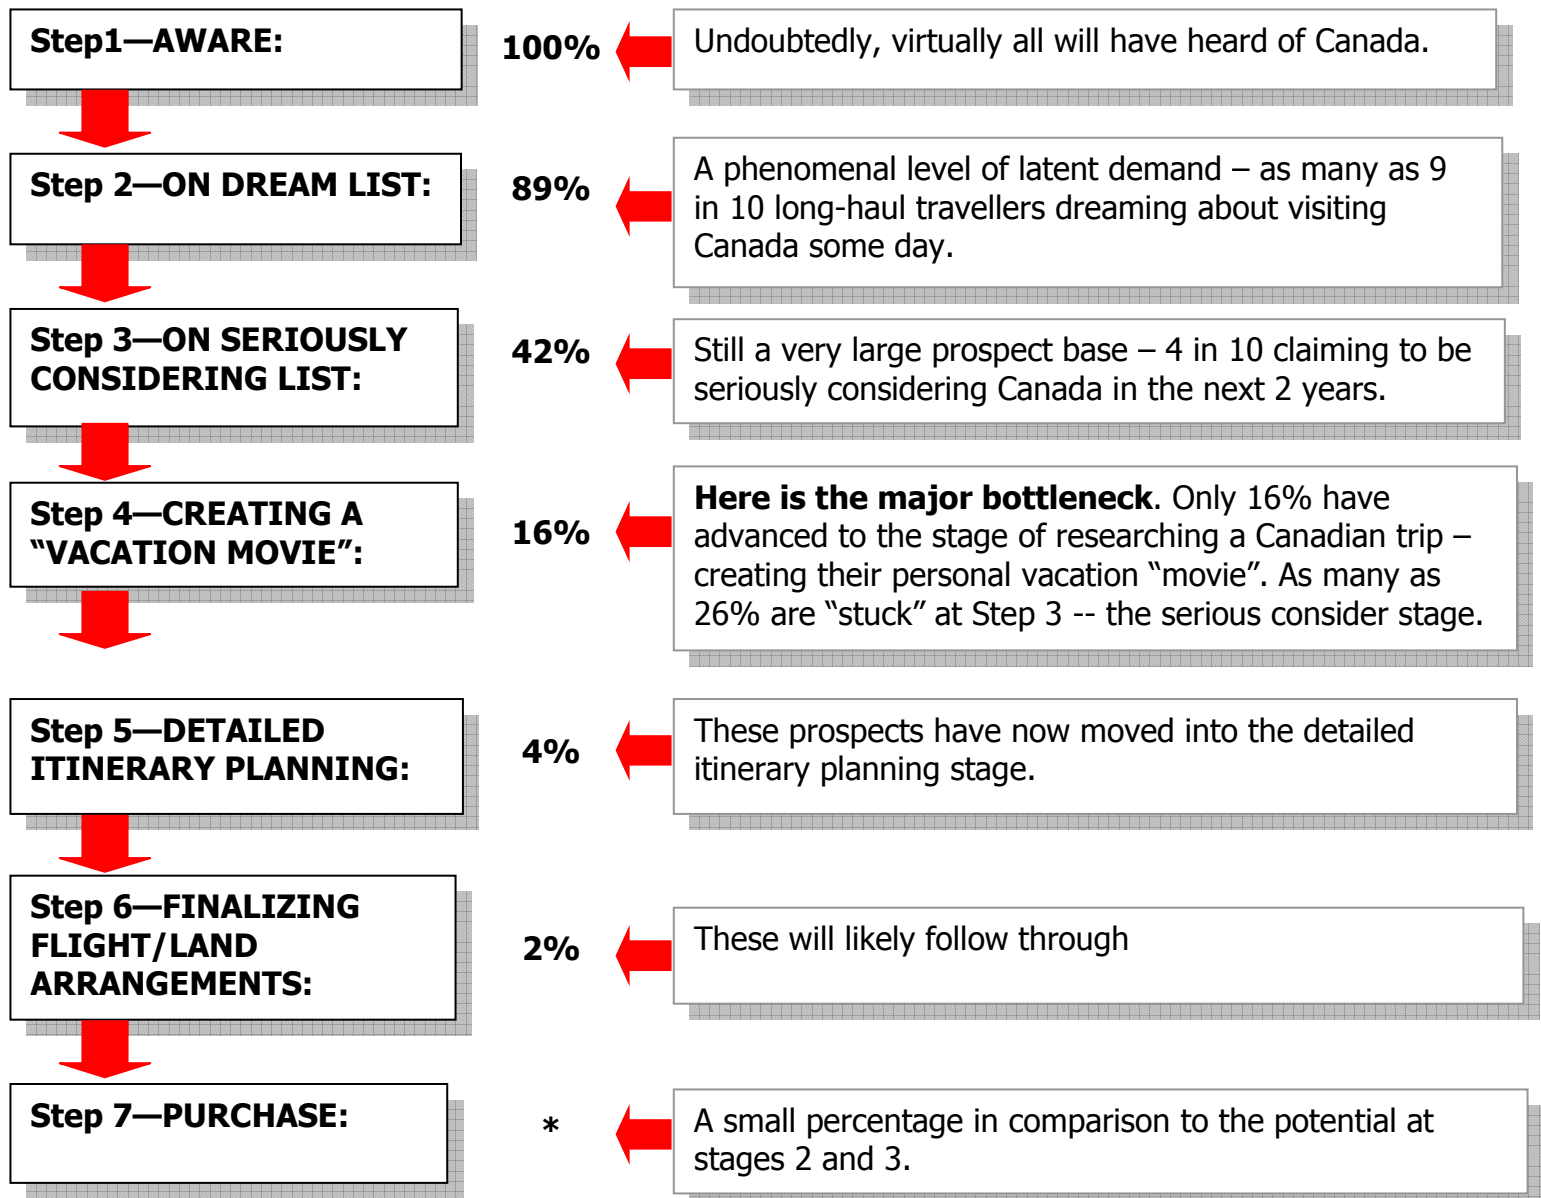 Step1—AWARE:
100%
Undoubtedly, virtually all will have heard of Canada.
Step 2—ON DREAM LIST:
89%
A phenomenal level of latent demand – as many as 9
in 10 long-haul travellers dreaming about visiting
Canada some day.
Step 3—ON SERIOUSLY
CONSIDERING LIST:
42%
Still a very large prospect base – 4 in 10 claiming to be
seriously considering Canada in the next 2 years.
Step 4—CREATING A
“VACATION MOVIE”:
16%
Here is the major bottleneck. Only 16% have
advanced to the stage of researching a Canadian trip –
creating their personal vacation “movie”. As many as
26% are “stuck” at Step 3 -- the serious consider stage.
Step 5—DETAILED
ITINERARY PLANNING:
4%
These prospects have now moved into the detailed
itinerary planning stage.
Step 6—FINALIZING
FLIGHT/LAND
ARRANGEMENTS:
2%
These will likely follow through
Step 7—PURCHASE:
*
A small percentage in comparison to the potential at
stages 2 and 3.